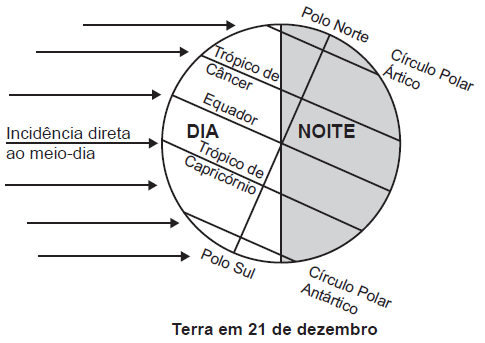 Polo Norte
Círculo Polar
Ártico
Trópico de
Câncer
Equador
Incidência direta
ao meio-dia
DIA
NOITE
Trópico de
Capricórnio
Polo Sul
Círculo Polar
Antártico
Terra em 21 de dezembro